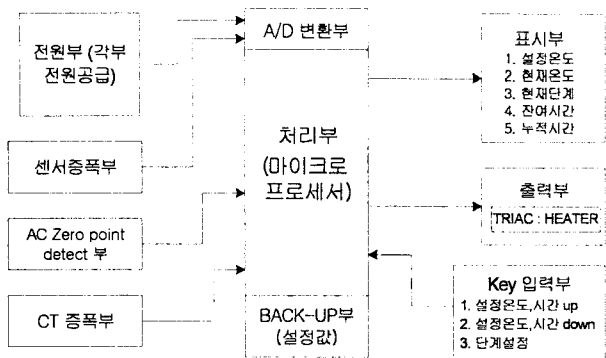 전원부 (각부
전원공급)
센서증폭부
AC Zero point
detect 부
CT 증폭부
A/D 변환부
처리부
(마이크로
프로세서)
BACK-UP부
(설정값)
표시부
1. 설정온도
2. 현재온도
3. 현재단계
4. 잔여시간
5. 누적시간
출력부
TRIAC : HEATER
Key 입력부
1. 설정온도,시간 up
2. 설정온도,시간 down
3. 단계설정